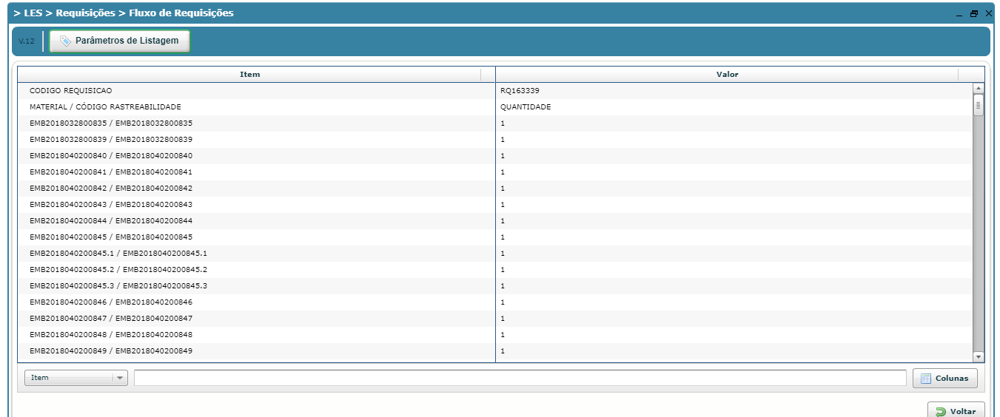 > LES > Requisições > Fluxo de Requisições
V.12 Parâmetros de Listagem
Item Valor
CODIGO REQUISICAO RQ163339
MATERIAL / CÓDIGO RASTREABILIDADE QUANTIDADE
EMB2018032800835 / EMB2018032800835 1
EMB2018032800839 / EMB2018032800839 1
EMB2018040200840 / EMB2018040200840 1
EMB2018040200841 / EMB2018040200841 1
EMB2018040200842 / EMB2018040200842 1
EMB2018040200843 / EMB2018040200843 1
EMB2018040200844 / EMB2018040200844 1
EMB2018040200845 / EMB2018040200845 1
EMB2018040200845.1 / EMB2018040200845.1 1
EMB2018040200845.2 / EMB2018040200845.2 1
EMB2018040200845.3 / EMB2018040200845.3 1
EMB2018040200846 / EMB2018040200846 1
EMB2018040200847 / EMB2018040200847 1
EMB2018040200848 / EMB2018040200848 1
EMB2018040200849 / EMB2018040200849 1
Item Colunas
Voltar